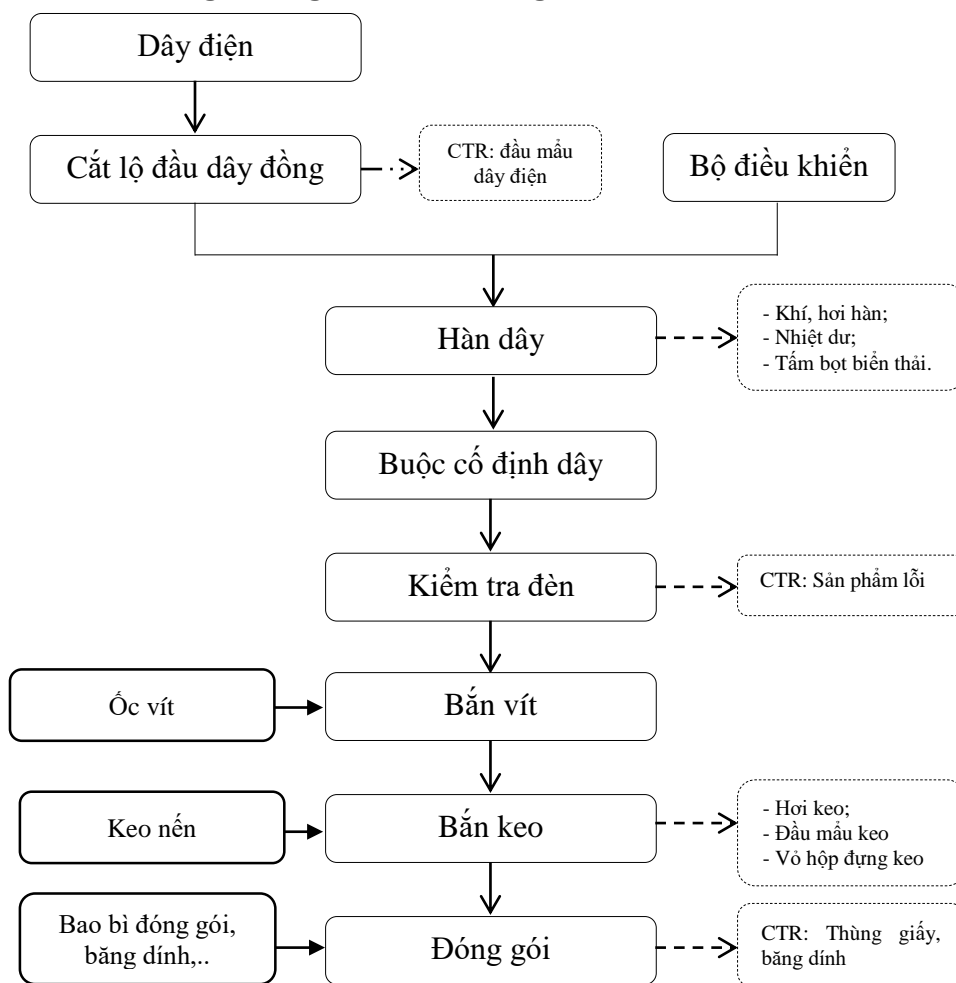 Dây điện
Cắt lộ đầu dây đồng
CTR: đầu mẩu
dây điện
Bộ điều khiển
Hàn dây
- Khí, hơi hàn;
- Nhiệt dư;
- Tấm bọt biển thải.
Buộc cố định dây
Kiểm tra đèn
CTR: Sản phẩm lỗi
Ốc vít
Bắn vít
Keo nến
Bắn keo
- Hơi keo;
- Đầu mẩu keo
- Vỏ hộp đựng keo
Bao bì đóng gói,
băng dính,..
Đóng gói
CTR: Thùng giấy,
băng dính